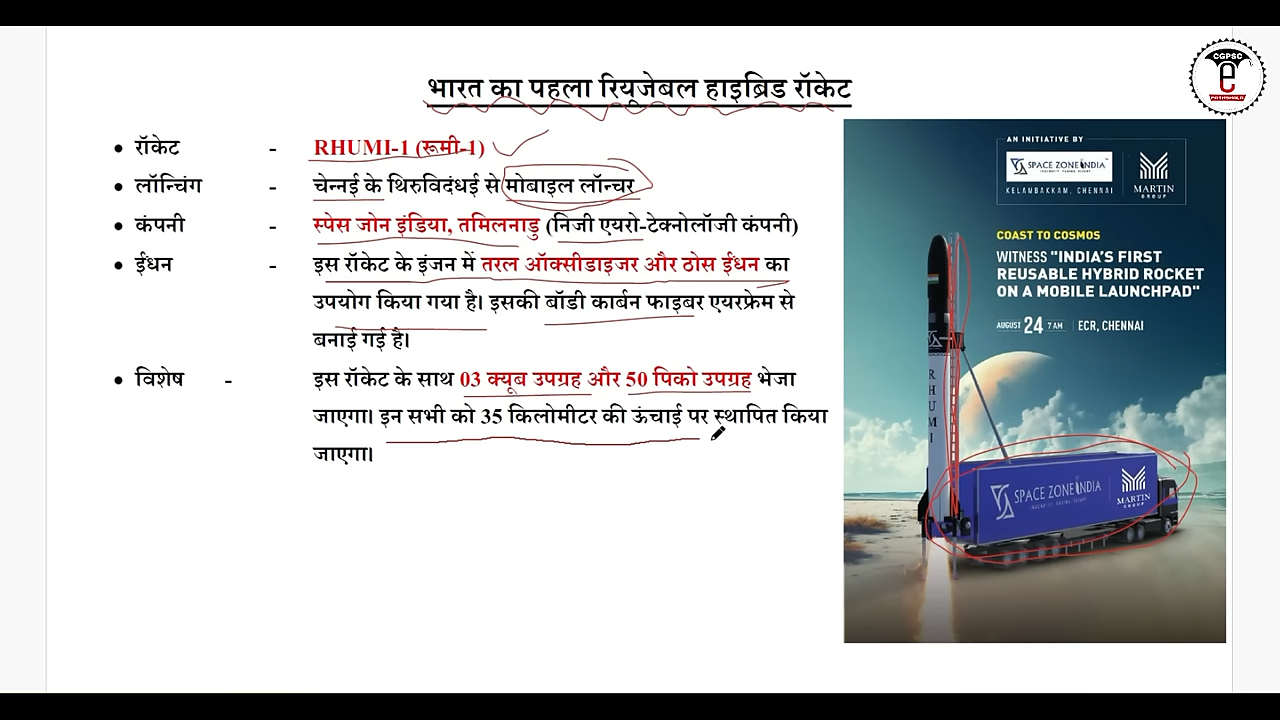 भारत का पहला रियूजेबल हाइब्रिड रॉकेट
CGPSC
e
PATHSHALA
• रॉकेट - RHUMI-1 (रूमी-1)
• लॉन्चिंग - चेन्नई के थिरुविदंधई से मोबाइल लॉन्चर
• कंपनी - स्पेस जोन इंडिया, तमिलनाडु (निजी एयरो-टेक्नोलॉजी कंपनी)
• ईंधन - इस रॉकेट के इंजन में तरल ऑक्सीडाइजर और ठोस ईंधन का
उपयोग किया गया है। इसकी बॉडी कार्बन फाइबर एयरफ्रेम से
बनाई गई है।
• विशेष - इस रॉकेट के साथ 03 क्यूब उपग्रह और 50 पिको उपग्रह भेजा
जाएगा। इन सभी को 35 किलोमीटर की ऊंचाई पर स्थापित किया
जाएगा।
AN INITIATIVE BY
SPACE ZONE INDIA
KELAMBAKKAM, CHENNAI
MARTIN
GROUP
COAST TO COSMOS
WITNESS "INDIA'S FIRST
REUSABLE HYBRID ROCKET
ON A MOBILE LAUNCHPAD"
AUGUST 24 7 AM | ECR, CHENNAI
RHUMI
SPACE ZONE INDIA
MARTIN
GROUP